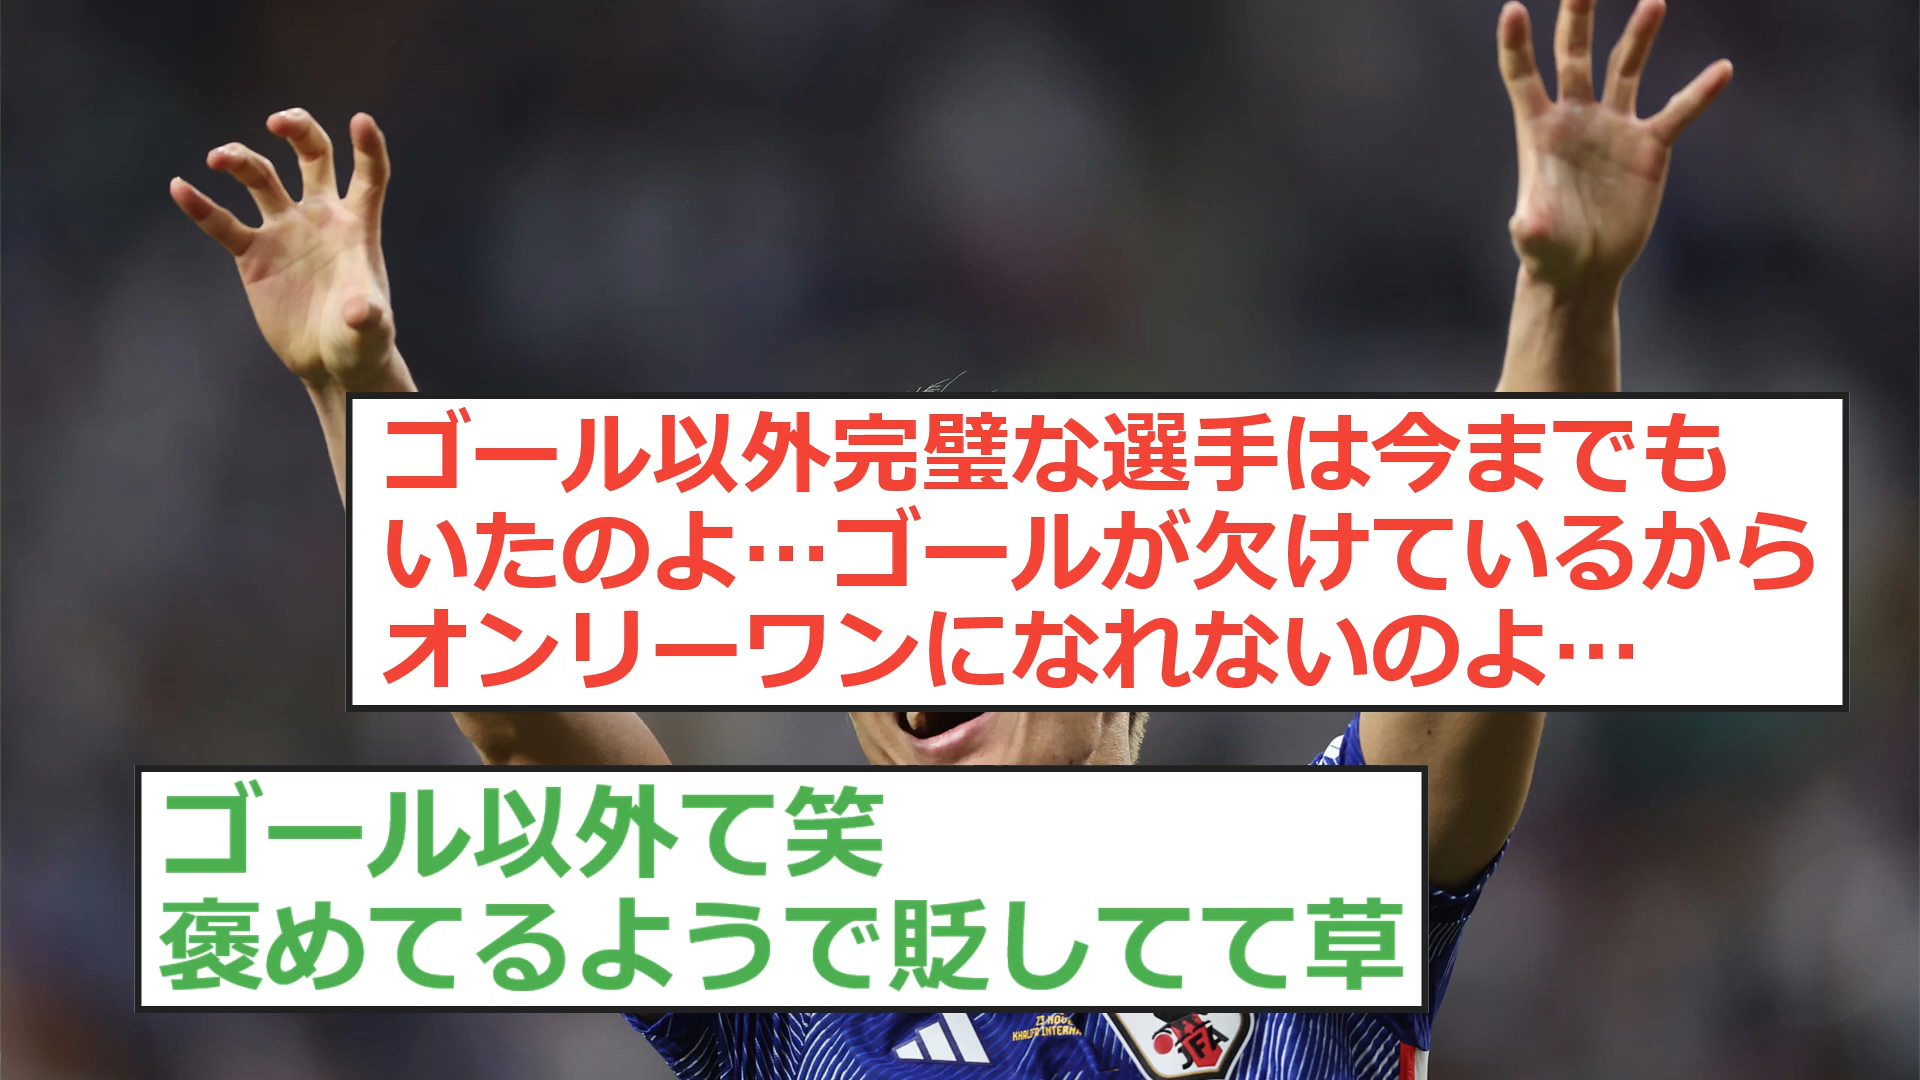 ゴール以外完璧な選手は今までも
いたのよ…ゴールが欠けているから
オンリーワンになれないのよ…
ゴール以外て笑
褒めてるようで貶してて草
JFA